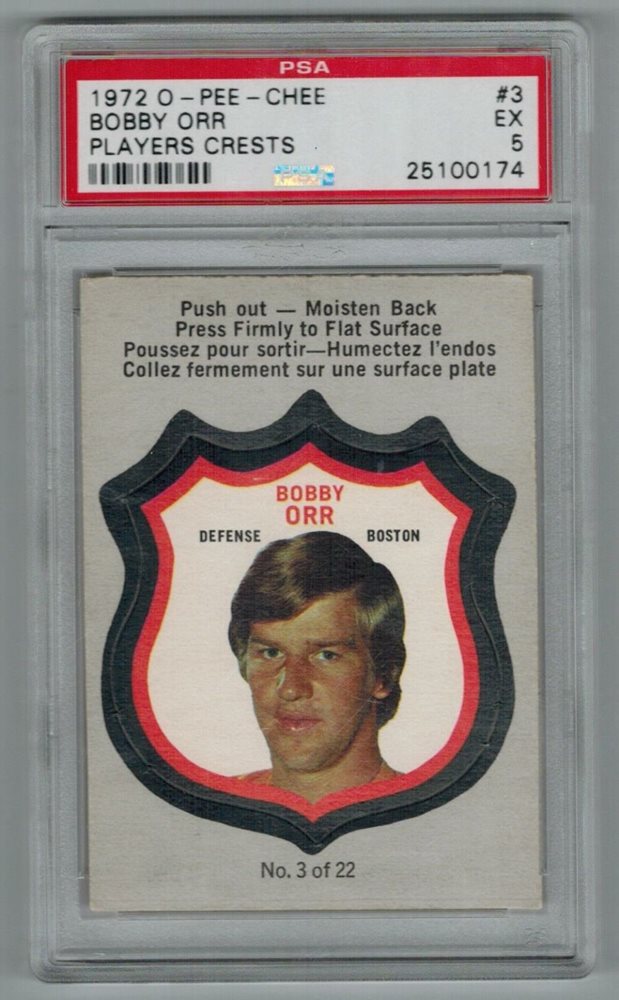 PSA
1972 O-PEE-CHEE #3
BOBBY ORR EX
PLAYERS CRESTS 5
25100174
Push out — Moisten Back
Press Firmly to Flat Surface
Poussez pour sortir—Humectez l'endos
Collez fermement sur une surface plate
BOBBY
ORR
DEFENSE BOSTON
No. 3 of 22